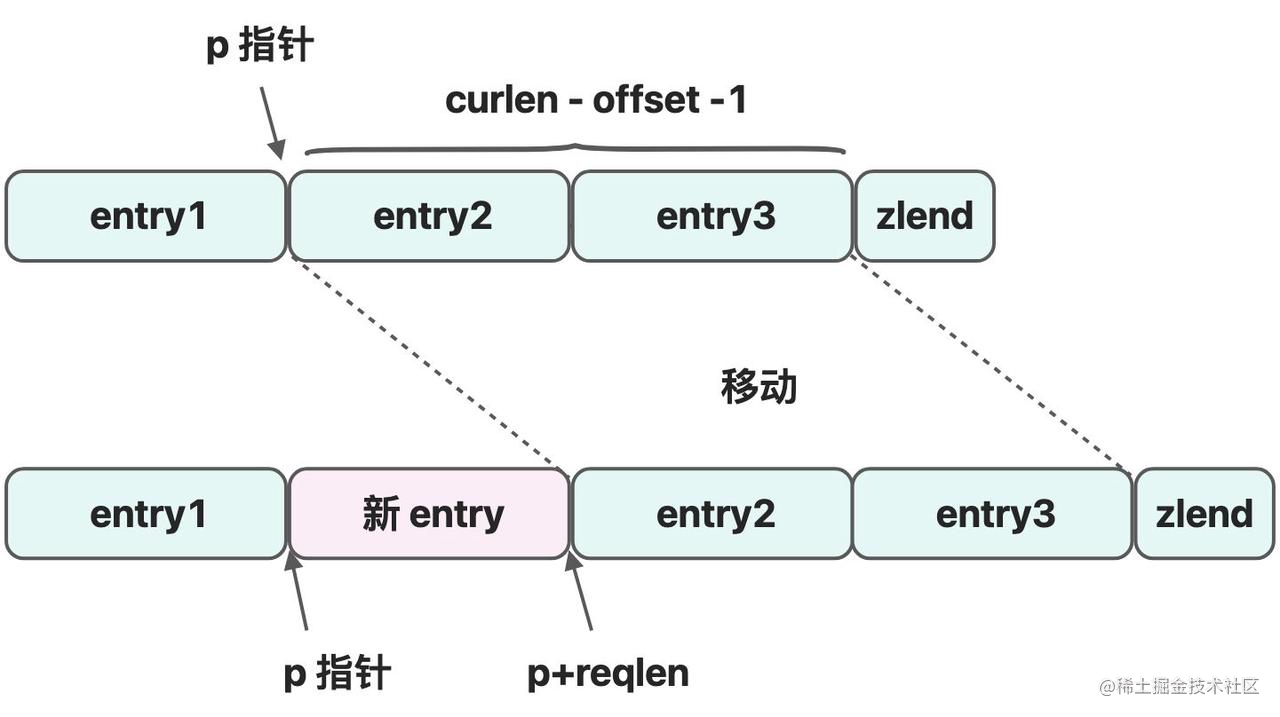 p 指针
curlen - offset -1
entry1 entry2 entry3 zlend
移动
entry1 新 entry entry2 entry3 zlend
p 指针 p+reqlen
@稀土掘金技术社区